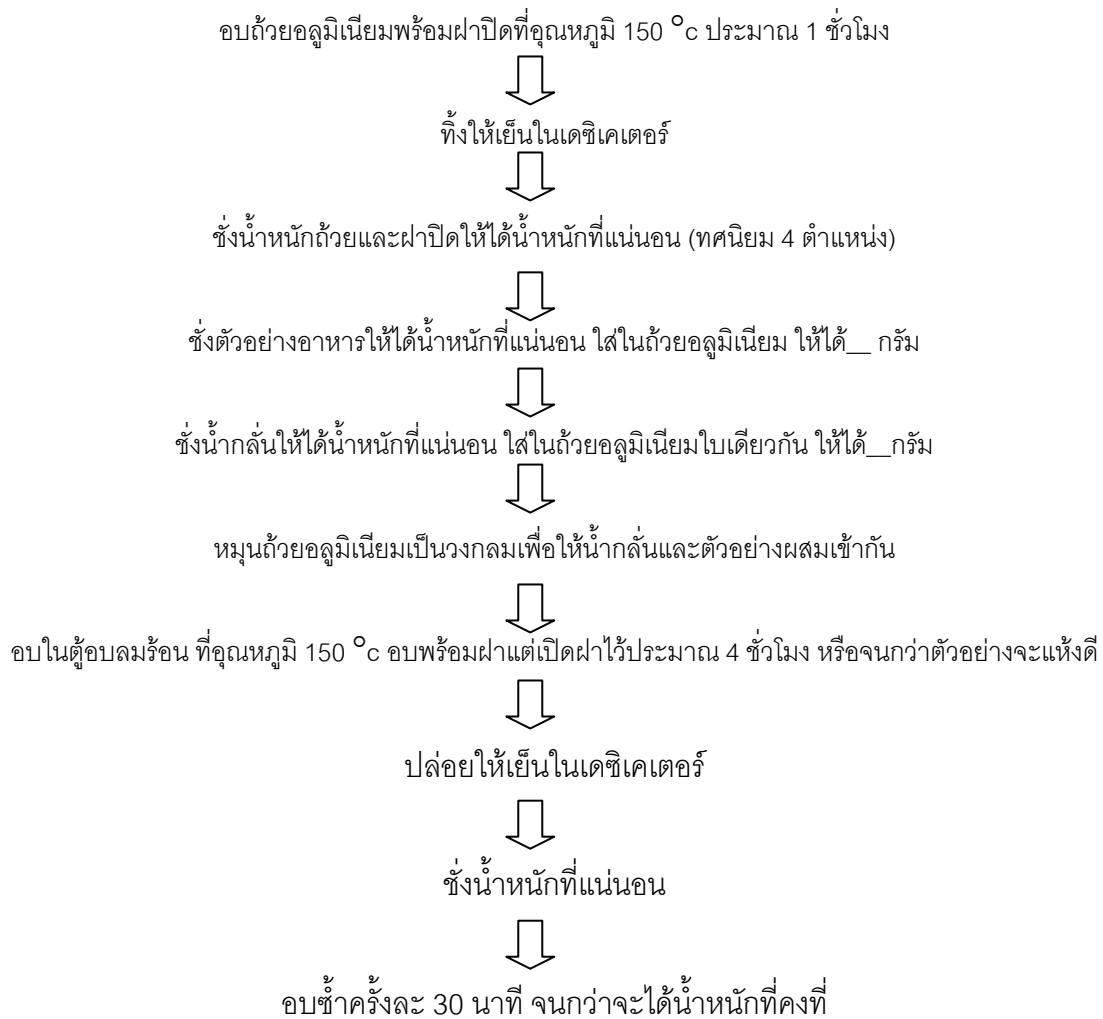 อบถ้วยอลูมิเนียมพร้อมฝาปิดที่อุณหภูมิ 150 °c ประมาณ 1 ชั่วโมง
ทิ้งให้เย็นในเดซิเคเตอร์
ชั่งน้ำหนักถ้วยและฝาปิดให้ได้น้ำหนักที่แน่นอน (ทศนิยม 4 ตำแหน่ง)
ชั่งตัวอย่างอาหารให้ได้น้ำหนักที่แน่นอน ใส่ในถ้วยอลูมิเนียม ให้ได้__ กรัม
ชั่งน้ำกลั่นให้ได้น้ำหนักที่แน่นอน ใส่ในถ้วยอลูมิเนียมใบเดียวกัน ให้ได้__กรัม
หมุนถ้วยอลูมิเนียมเป็นวงกลมเพื่อให้น้ำกลั่นและตัวอย่างผสมเข้ากัน
อบในตู้อบลมร้อน ที่อุณหภูมิ 150 °c อบพร้อมฝาแต่เปิดฝาไว้ประมาณ 4 ชั่วโมง หรือจนกว่าตัวอย่างจะแห้งดี
ปล่อยให้เย็นในเดซิเคเตอร์
ชั่งน้ำหนักที่แน่นอน
อบซ้ำครั้งละ 30 นาที จนกว่าจะได้น้ำหนักที่คงที่